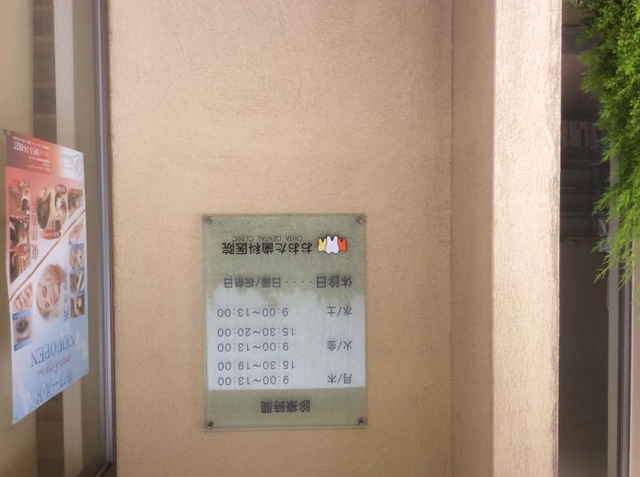 診療時間
月/木 9:00~13:00
15:30~19:00
火/金 9:00~13:00
15:30~20:00
水/土 9:00~13:00
休診日・・・・日曜/祝祭日
おおた歯科医院
OHTA DENTAL CLINIC
NEW OPEN